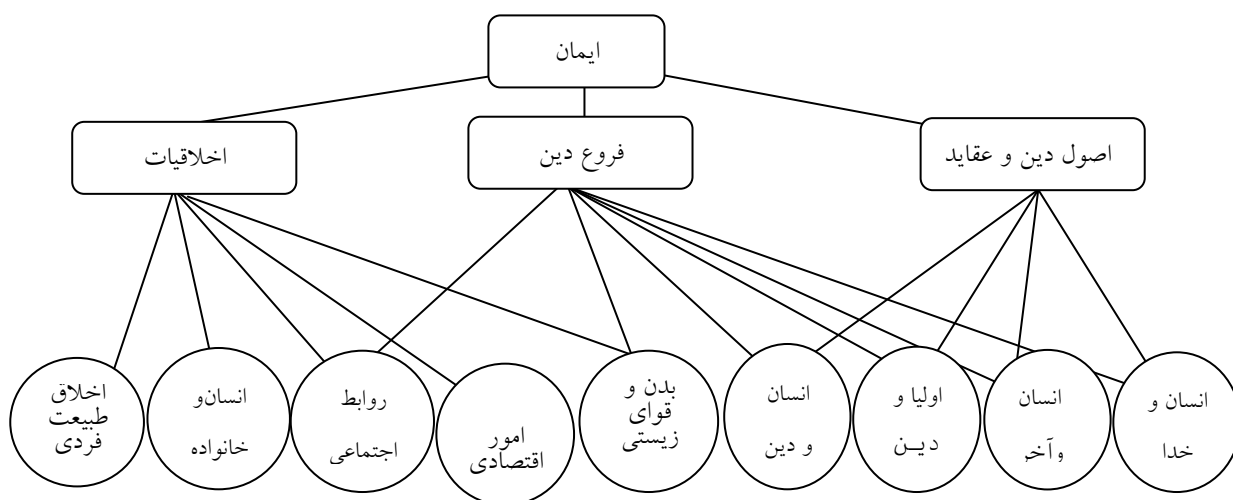 ایمان
اصول دین و عقاید
فروع دین
اخلاقیات
انسان و
خدا
انسان
وآخر
اولیا و
دیـن
انسان
و دین
بدن و
قوای
زیستی
امور
اقتصادی
روابط
اجتماعی
انسان‌و
خانواده
اخلاق
طبیعت
فردی